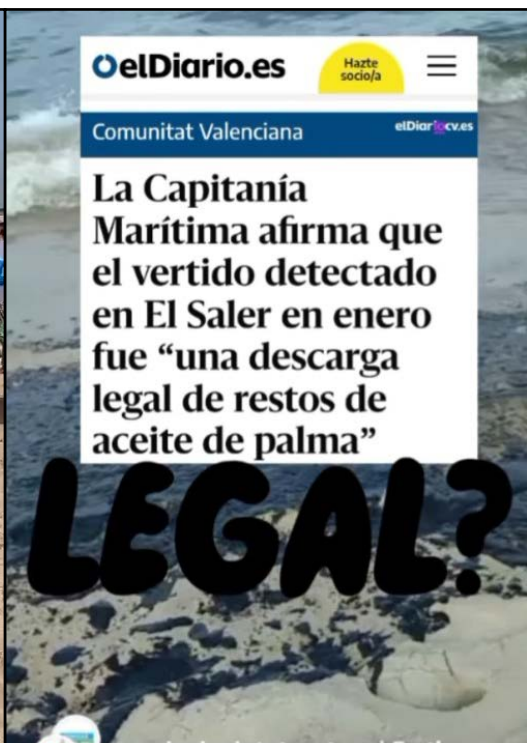 elDiario.es
Hazte
socio/a
Comunitat Valenciana
elDiariocv.es
La Capitanía
Marítima afirma que
el vertido detectado
en El Saler en enero
fue “una descarga
legal de restos de
aceite de palma”
LEGAL?